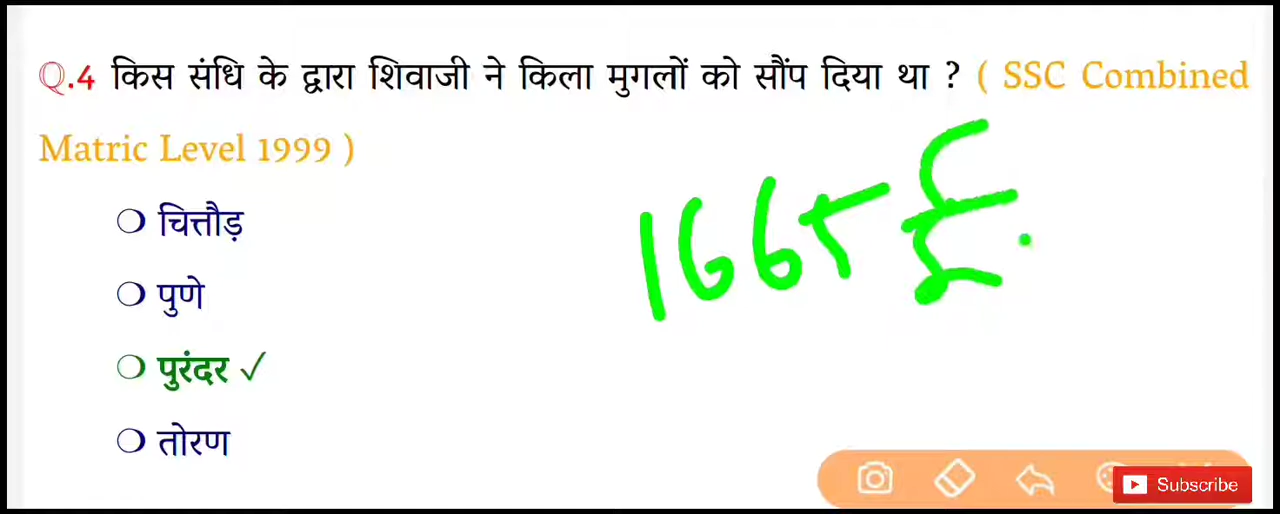 Q.4 किस संधि के द्वारा शिवाजी ने किला मुगलों को सौंप दिया था ? ( SSC Combined
Matric Level 1999 )
1665 ई.
❍ चित्तौड़
❍ पुणे
❍ पुरंदर ✓
❍ तोरण
Subscribe